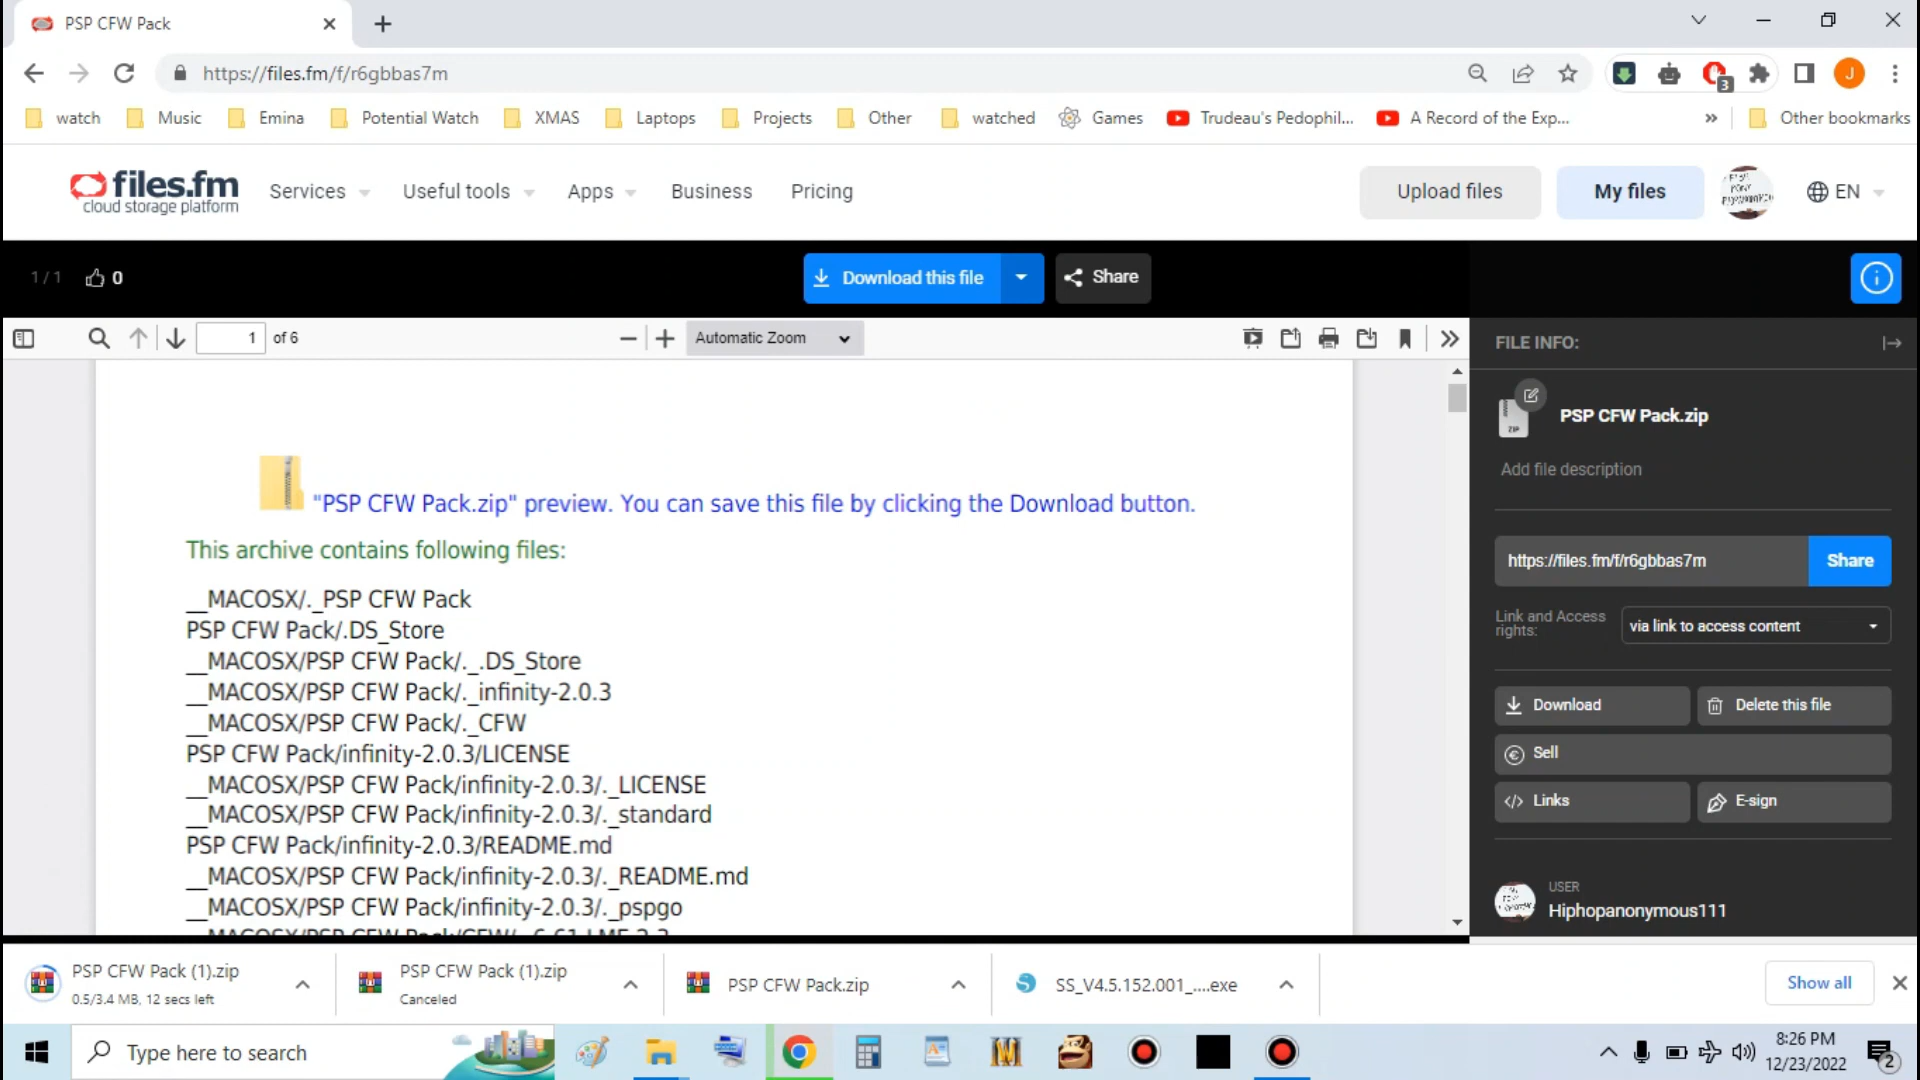 PSP CFW Pack
https://files.fm/f/r6gbbas7m
3
J
watch
Music
Emina
Potential Watch
XMAS
Laptops
Projects
Other
watched
Games
Trudeau's Pedophil...
A Record of the Exp...
»
Other bookmarks
files.fm
cloud storage platform
Services
Useful tools
Apps
Business
Pricing
Upload files
My files
EN
1 / 1
0
Download this file
Share
1 of 6
Automatic Zoom
FILE INFO:
ZIP
PSP CFW Pack.zip
Add file description
https://files.fm/f/r6gbbas7m
Share
Link and Access
rights:
via link to access content
Download
Delete this file
Sell
Links
E-sign
USER
Hiphopanonymous111
"PSP CFW Pack.zip" preview. You can save this file by clicking the Download button.
This archive contains following files:
__MACOSX/._PSP CFW Pack
PSP CFW Pack/.DS_Store
__MACOSX/PSP CFW Pack/._.DS_Store
__MACOSX/PSP CFW Pack/._infinity-2.0.3
__MACOSX/PSP CFW Pack/._CFW
PSP CFW Pack/infinity-2.0.3/LICENSE
__MACOSX/PSP CFW Pack/infinity-2.0.3/._LICENSE
__MACOSX/PSP CFW Pack/infinity-2.0.3/._standard
PSP CFW Pack/infinity-2.0.3/README.md
__MACOSX/PSP CFW Pack/infinity-2.0.3/._README.md
__MACOSX/PSP CFW Pack/infinity-2.0.3/._pspgo
PSP CFW Pack (1).zip
0.5/3.4 MB, 12 secs left
PSP CFW Pack (1).zip
Canceled
PSP CFW Pack.zip
SS_V4.5.152.001_....exe
Show all
Type here to search
8:26 PM
12/23/2022
2